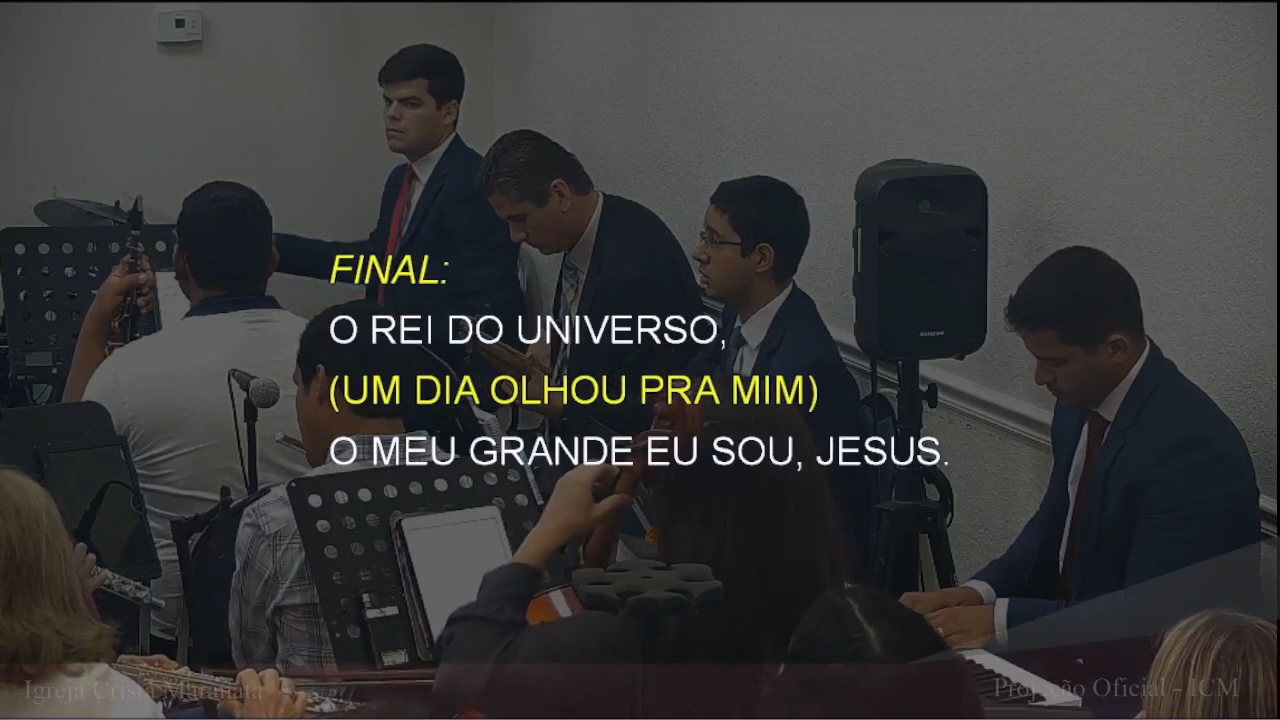 FINAL:
O REI DO UNIVERSO,
(UM DIA OLHOU PRA MIM)
O MEU GRANDE EU SOU, JESUS.
Igreja Cristã Maranata
Projeção Oficial - ICM